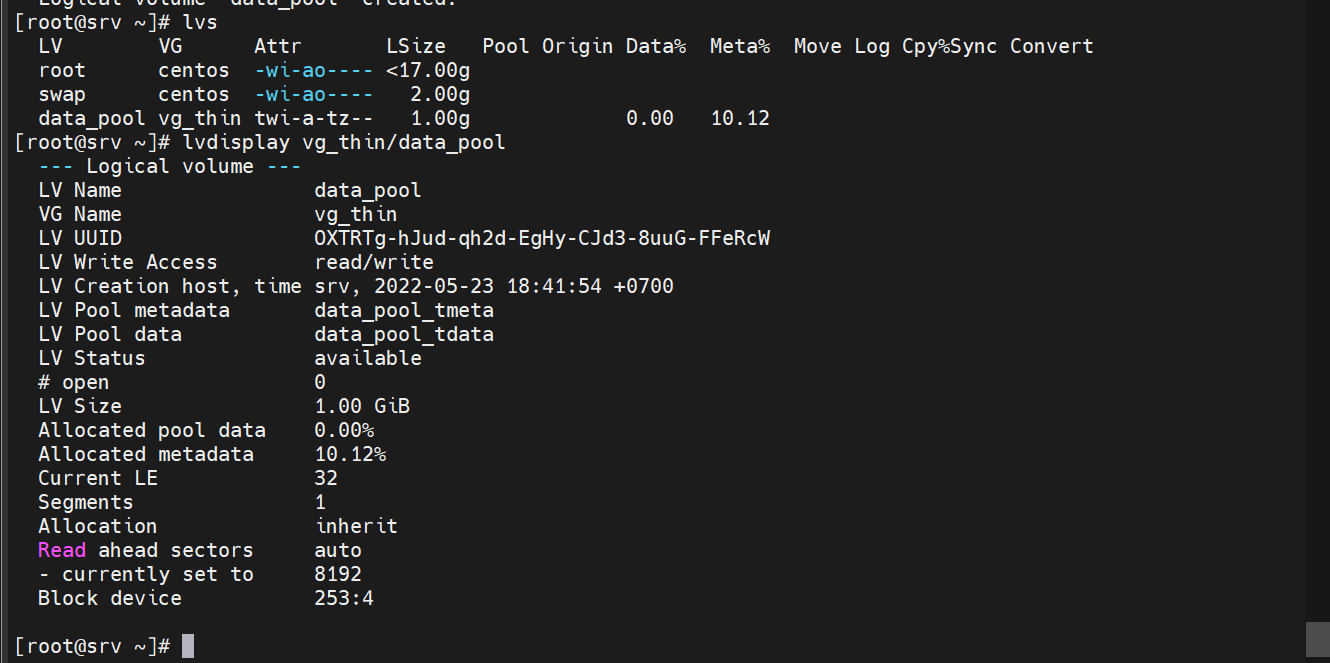 Logical volume "data_pool" created.
[root@srv ~]# lvs
  LV        VG      Attr       LSize   Pool Origin Data%  Meta%  Move Log Cpy%Sync Convert
  root      centos  -wi-ao---- <17.00g
  swap      centos  -wi-ao----   2.00g
  data_pool vg_thin twi-a-tz--   1.00g             0.00   10.12
[root@srv ~]# lvdisplay vg_thin/data_pool
  --- Logical volume ---
  LV Name                data_pool
  VG Name                vg_thin
  LV UUID                OXTRTg-hJud-qh2d-EgHy-CJd3-8uuG-FFeRcW
  LV Write Access        read/write
  LV Creation host, time srv, 2022-05-23 18:41:54 +0700
  LV Pool metadata       data_pool_tmeta
  LV Pool data           data_pool_tdata
  LV Status              available
  # open                 0
  LV Size                1.00 GiB
  Allocated pool data    0.00%
  Allocated metadata     10.12%
  Current LE             32
  Segments               1
  Allocation             inherit
  Read ahead sectors     auto
  - currently set to     8192
  Block device           253:4
[root@srv ~]#